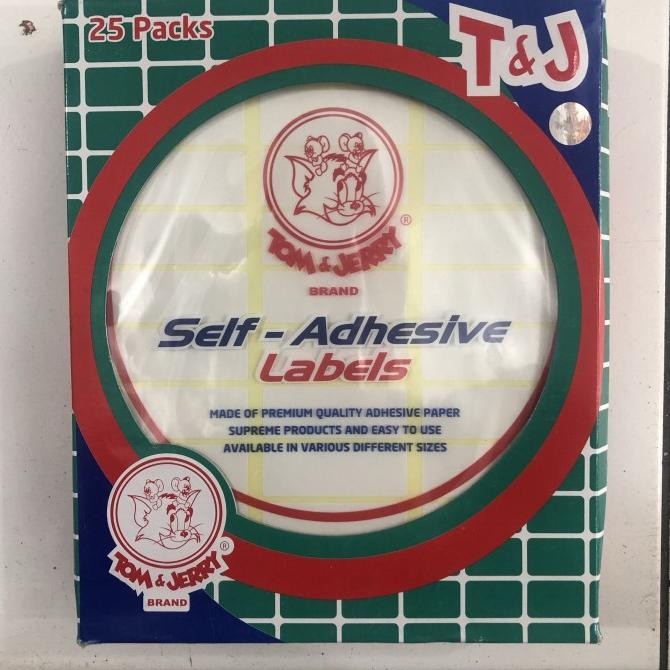 25 Packs
T&J
TOM & JERRY ®
BRAND
Self - Adhesive
Labels
MADE OF PREMIUM QUALITY ADHESIVE PAPER
SUPREME PRODUCTS AND EASY TO USE
AVAILABLE IN VARIOUS DIFFERENT SIZES
TOM & JERRY ®
BRAND